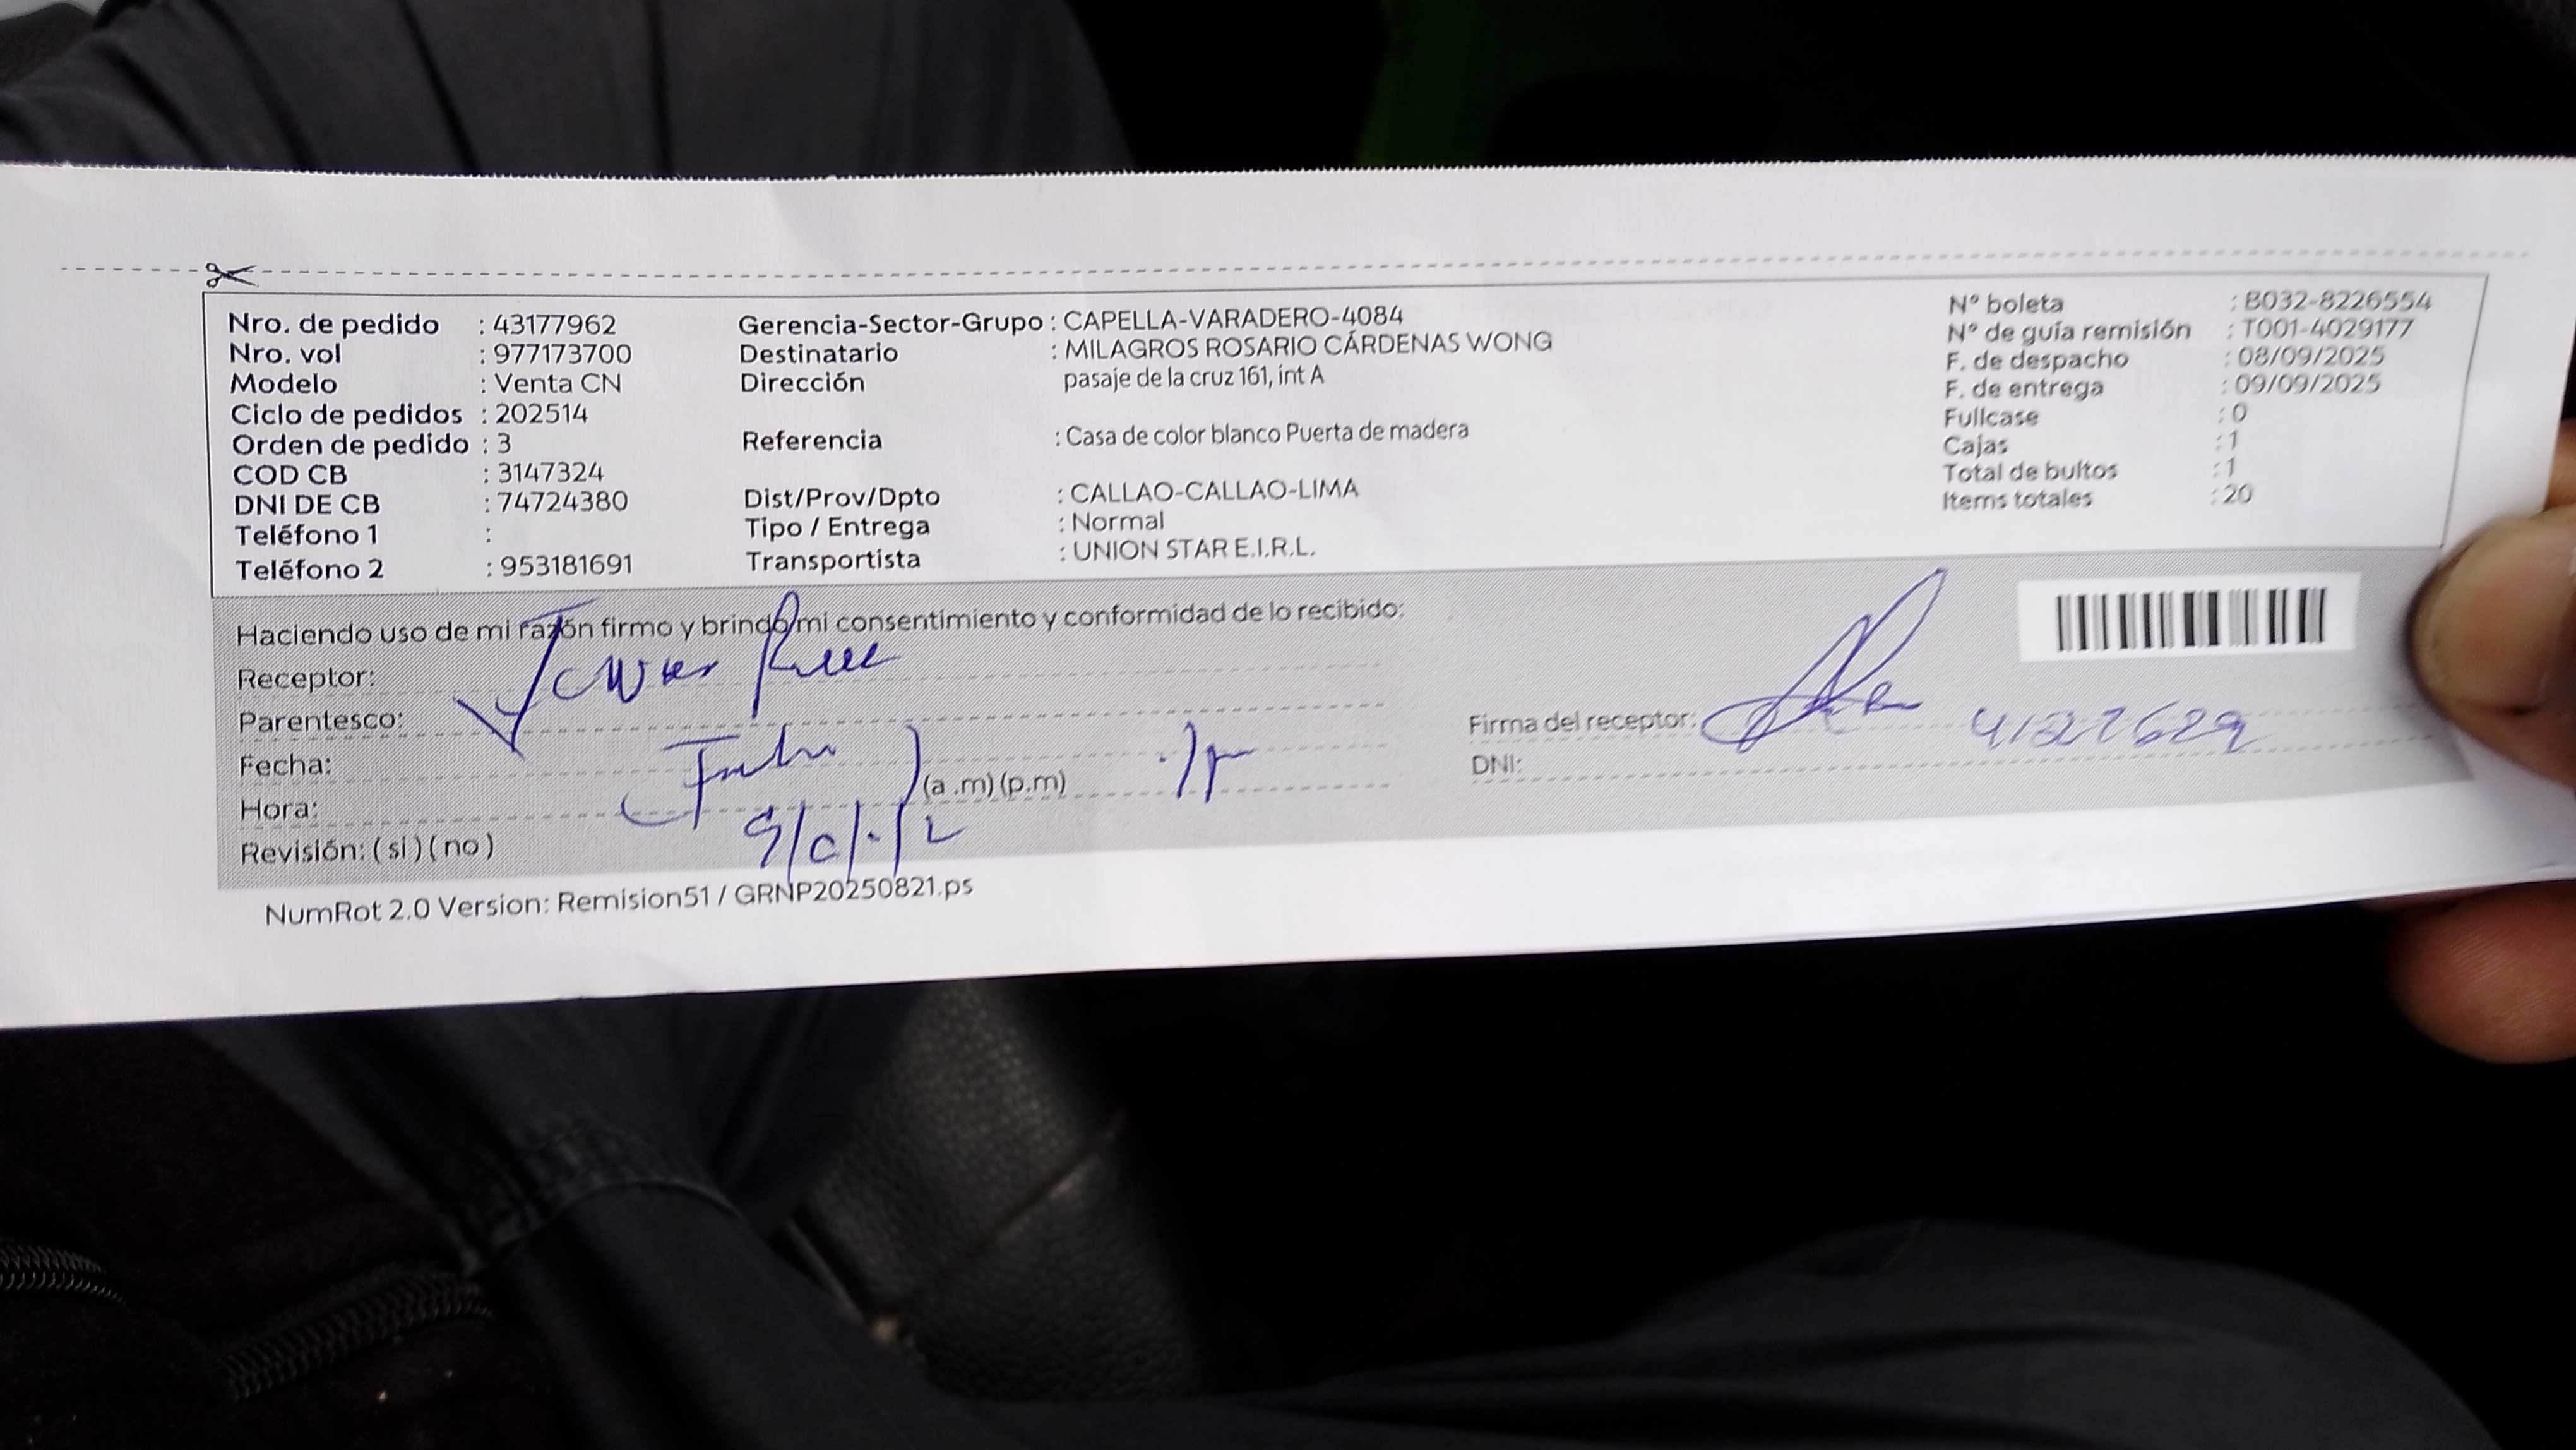 Nro. de pedido : 43177962
Nro. vol : 977173700
Modelo : Venta CN
Ciclo de pedidos : 202514
Orden de pedido : 3
COD CB : 3147324
DNI DE CB : 74724380
Teléfono 1 :
Teléfono 2 : 953181691
Gerencia-Sector-Grupo : CAPELLA-VARADERO-4084
Destinatario : MILAGROS ROSARIO CÁRDENAS WONG
Dirección pasaje de la cruz 161, int A
Referencia : Casa de color blanco Puerta de madera
Dist/Prov/Dpto : CALLAO-CALLAO-LIMA
Tipo / Entrega : Normal
Transportista : UNION STAR E.I.R.L.
N° boleta : B032-8226554
N° de guía remisión : T001-4029177
F. de despacho : 08/09/2025
F. de entrega : 09/09/2025
Fullcase : 0
Cajas : 1
Total de bultos : 1
Items totales : 20
Haciendo uso de mi razón firmo y brindo mi consentimiento y conformidad de lo recibido:
Receptor:
Parentesco:
Fecha:
Hora: (a .m) (p.m)
Revisión: ( si ) ( no )
Firma del receptor:
DNI:
NumRot 2.0 Version: Remision51 / GRNP20250821.ps